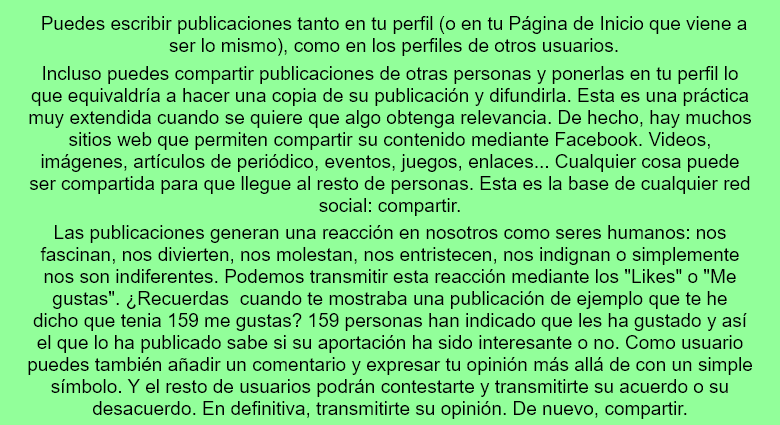 Puedes escribir publicaciones tanto en tu perfil (o en tu Página de Inicio que viene a
ser lo mismo), como en los perfiles de otros usuarios.
Incluso puedes compartir publicaciones de otras personas y ponerlas en tu perfil lo
que equivaldría a hacer una copia de su publicación y difundirla. Esta es una práctica
muy extendida cuando se quiere que algo obtenga relevancia. De hecho, hay muchos
sitios web que permiten compartir su contenido mediante Facebook. Videos,
imágenes, artículos de periódico, eventos, juegos, enlaces... Cualquier cosa puede
ser compartida para que llegue al resto de personas. Esta es la base de cualquier red
social: compartir.
Las publicaciones generan una reacción en nosotros como seres humanos: nos
fascinan, nos divierten, nos molestan, nos entristecen, nos indignan o simplemente
nos son indiferentes. Podemos transmitir esta reacción mediante los "Likes" o "Me
gustas". ¿Recuerdas  cuando te mostraba una publicación de ejemplo que te he
dicho que tenia 159 me gustas? 159 personas han indicado que les ha gustado y así
el que lo ha publicado sabe si su aportación ha sido interesante o no. Como usuario
puedes también añadir un comentario y expresar tu opinión más allá de con un simple
símbolo. Y el resto de usuarios podrán contestarte y transmitirte su acuerdo o su
desacuerdo. En definitiva, transmitirte su opinión. De nuevo, compartir.